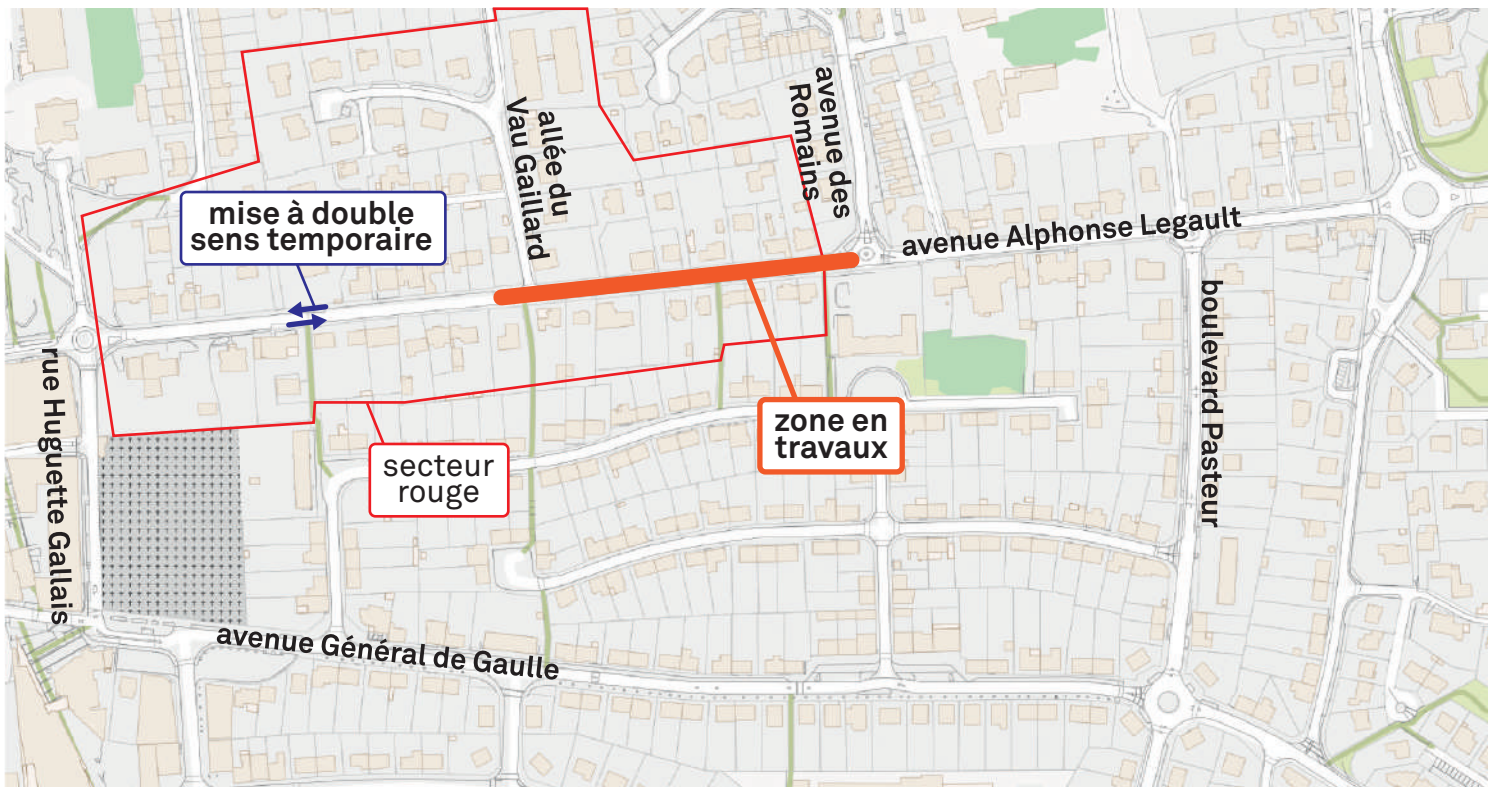 allée du
Vau Gaillard
avenue des
Romains
mise à double
sens temporaire
avenue Alphonse Legault
rue Huguette Gallais
boulevard Pasteur
zone en
travaux
secteur
rouge
avenue Général de Gaulle